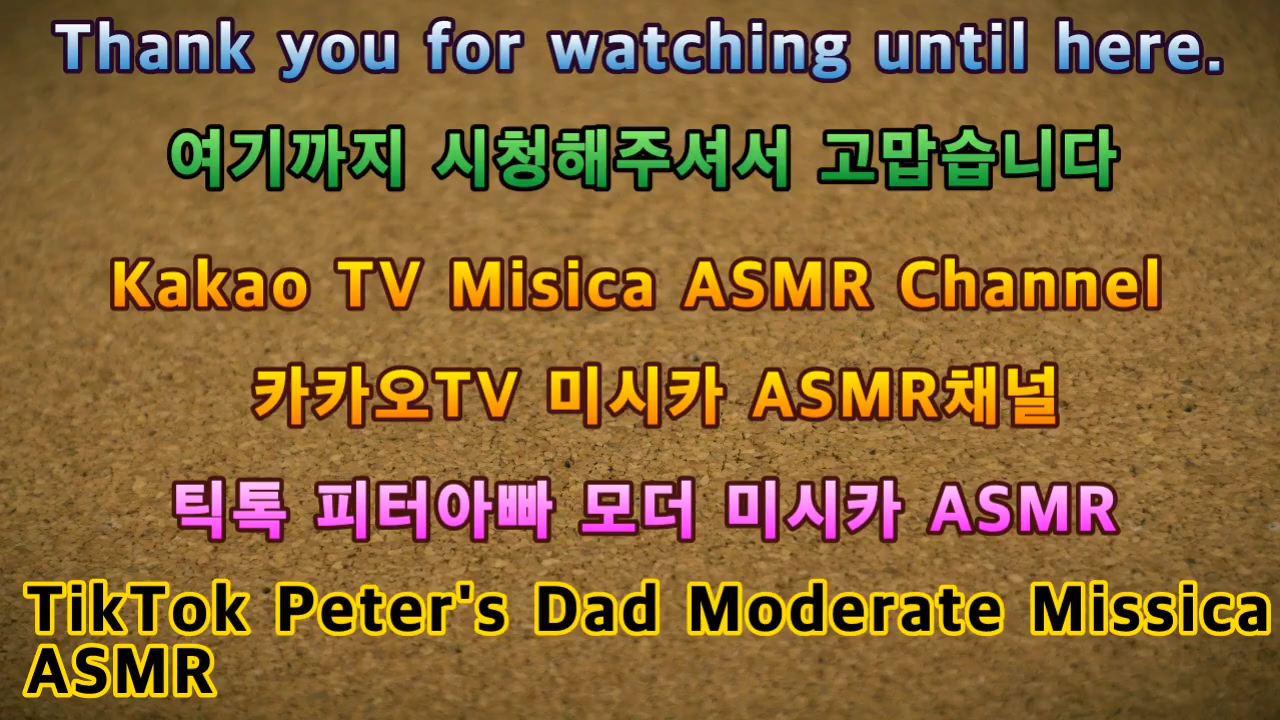 Thank you for watching until here.
여기까지 시청해주셔서 고맙습니다
Kakao TV Misica ASMR Channel
카카오TV 미시카 ASMR채널
틱톡 피터아빠 모더 미시카 ASMR
TikTok Peter's Dad Moderate Missica
ASMR